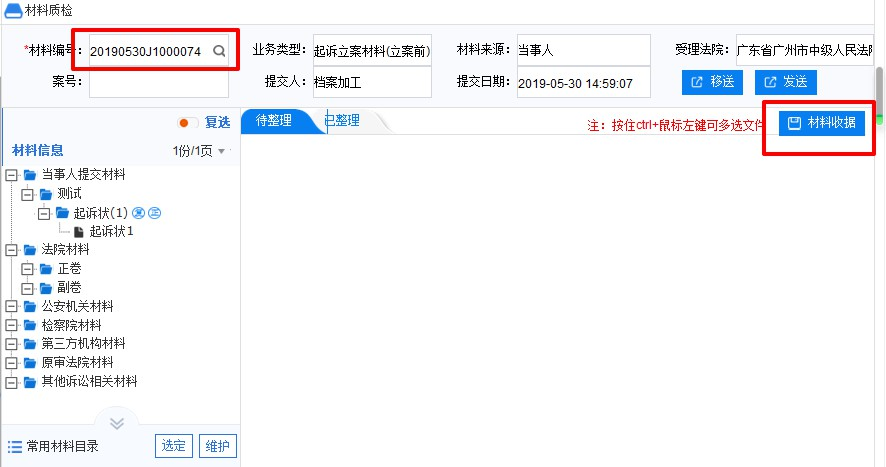 材料质检
*材料编号: 20190530J1000074 业务类型: 起诉立案材料(立案前) 材料来源: 当事人 受理法院: 广东省广州市中级人民法院
案号: 提交人: 档案加工 提交日期: 2019-05-30 14:59:07 移送 发送
复选 待整理 已整理 注：按住ctrl+鼠标左键可多选文件 材料收据
材料信息 1份/1页
当事人提交材料
测试
起诉状(1) 复 正
起诉状1
法院材料
正卷
副卷
公安机关材料
检察院材料
第三方机构材料
原审法院材料
其他诉讼相关材料
常用材料目录 选定 维护